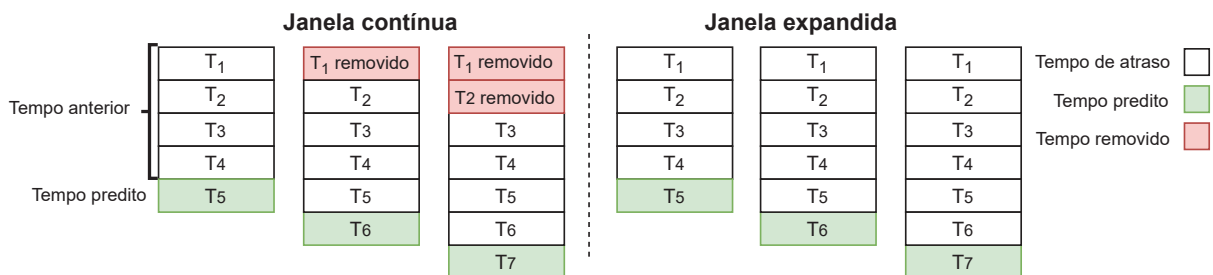 Janela contínua
Janela expandida
Tempo anterior
Tempo predito
T1
T2
T3
T4
T5
T1 removido
T2
T3
T4
T5
T6
T1 removido
T2 removido
T3
T4
T5
T6
T7
T1
T2
T3
T4
T5
T1
T2
T3
T4
T5
T6
T1
T2
T3
T4
T5
T6
T7
Tempo de atraso
Tempo predito
Tempo removido